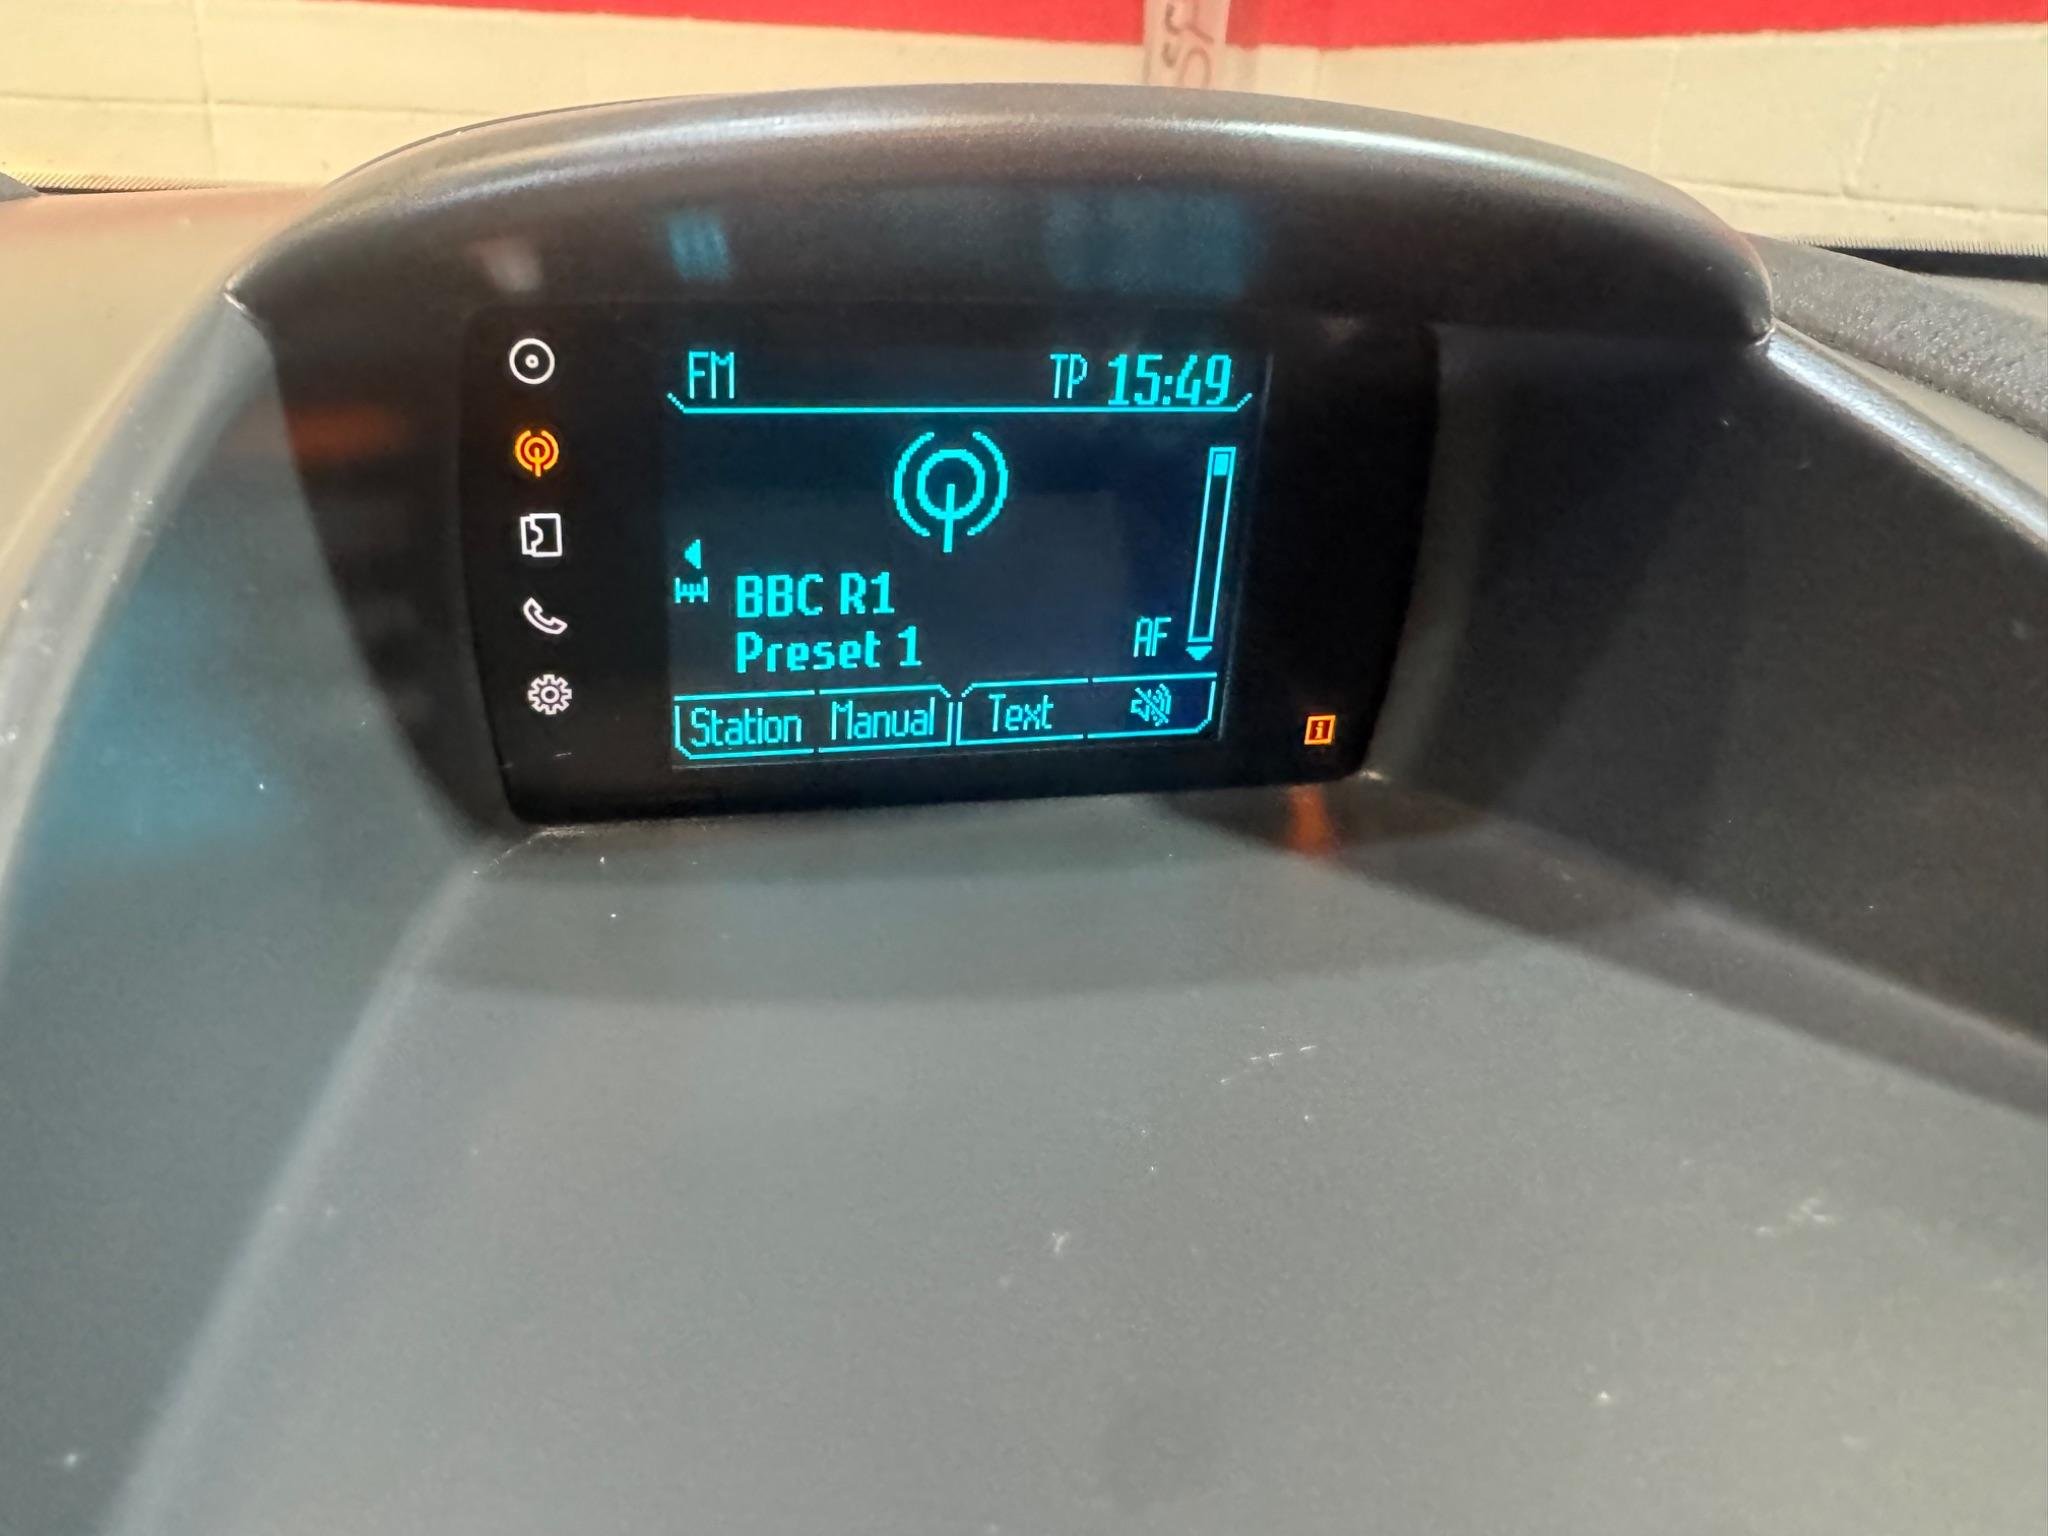 FM TP 15:49
BBC R1
Preset 1 AF
Station Manual Text
i